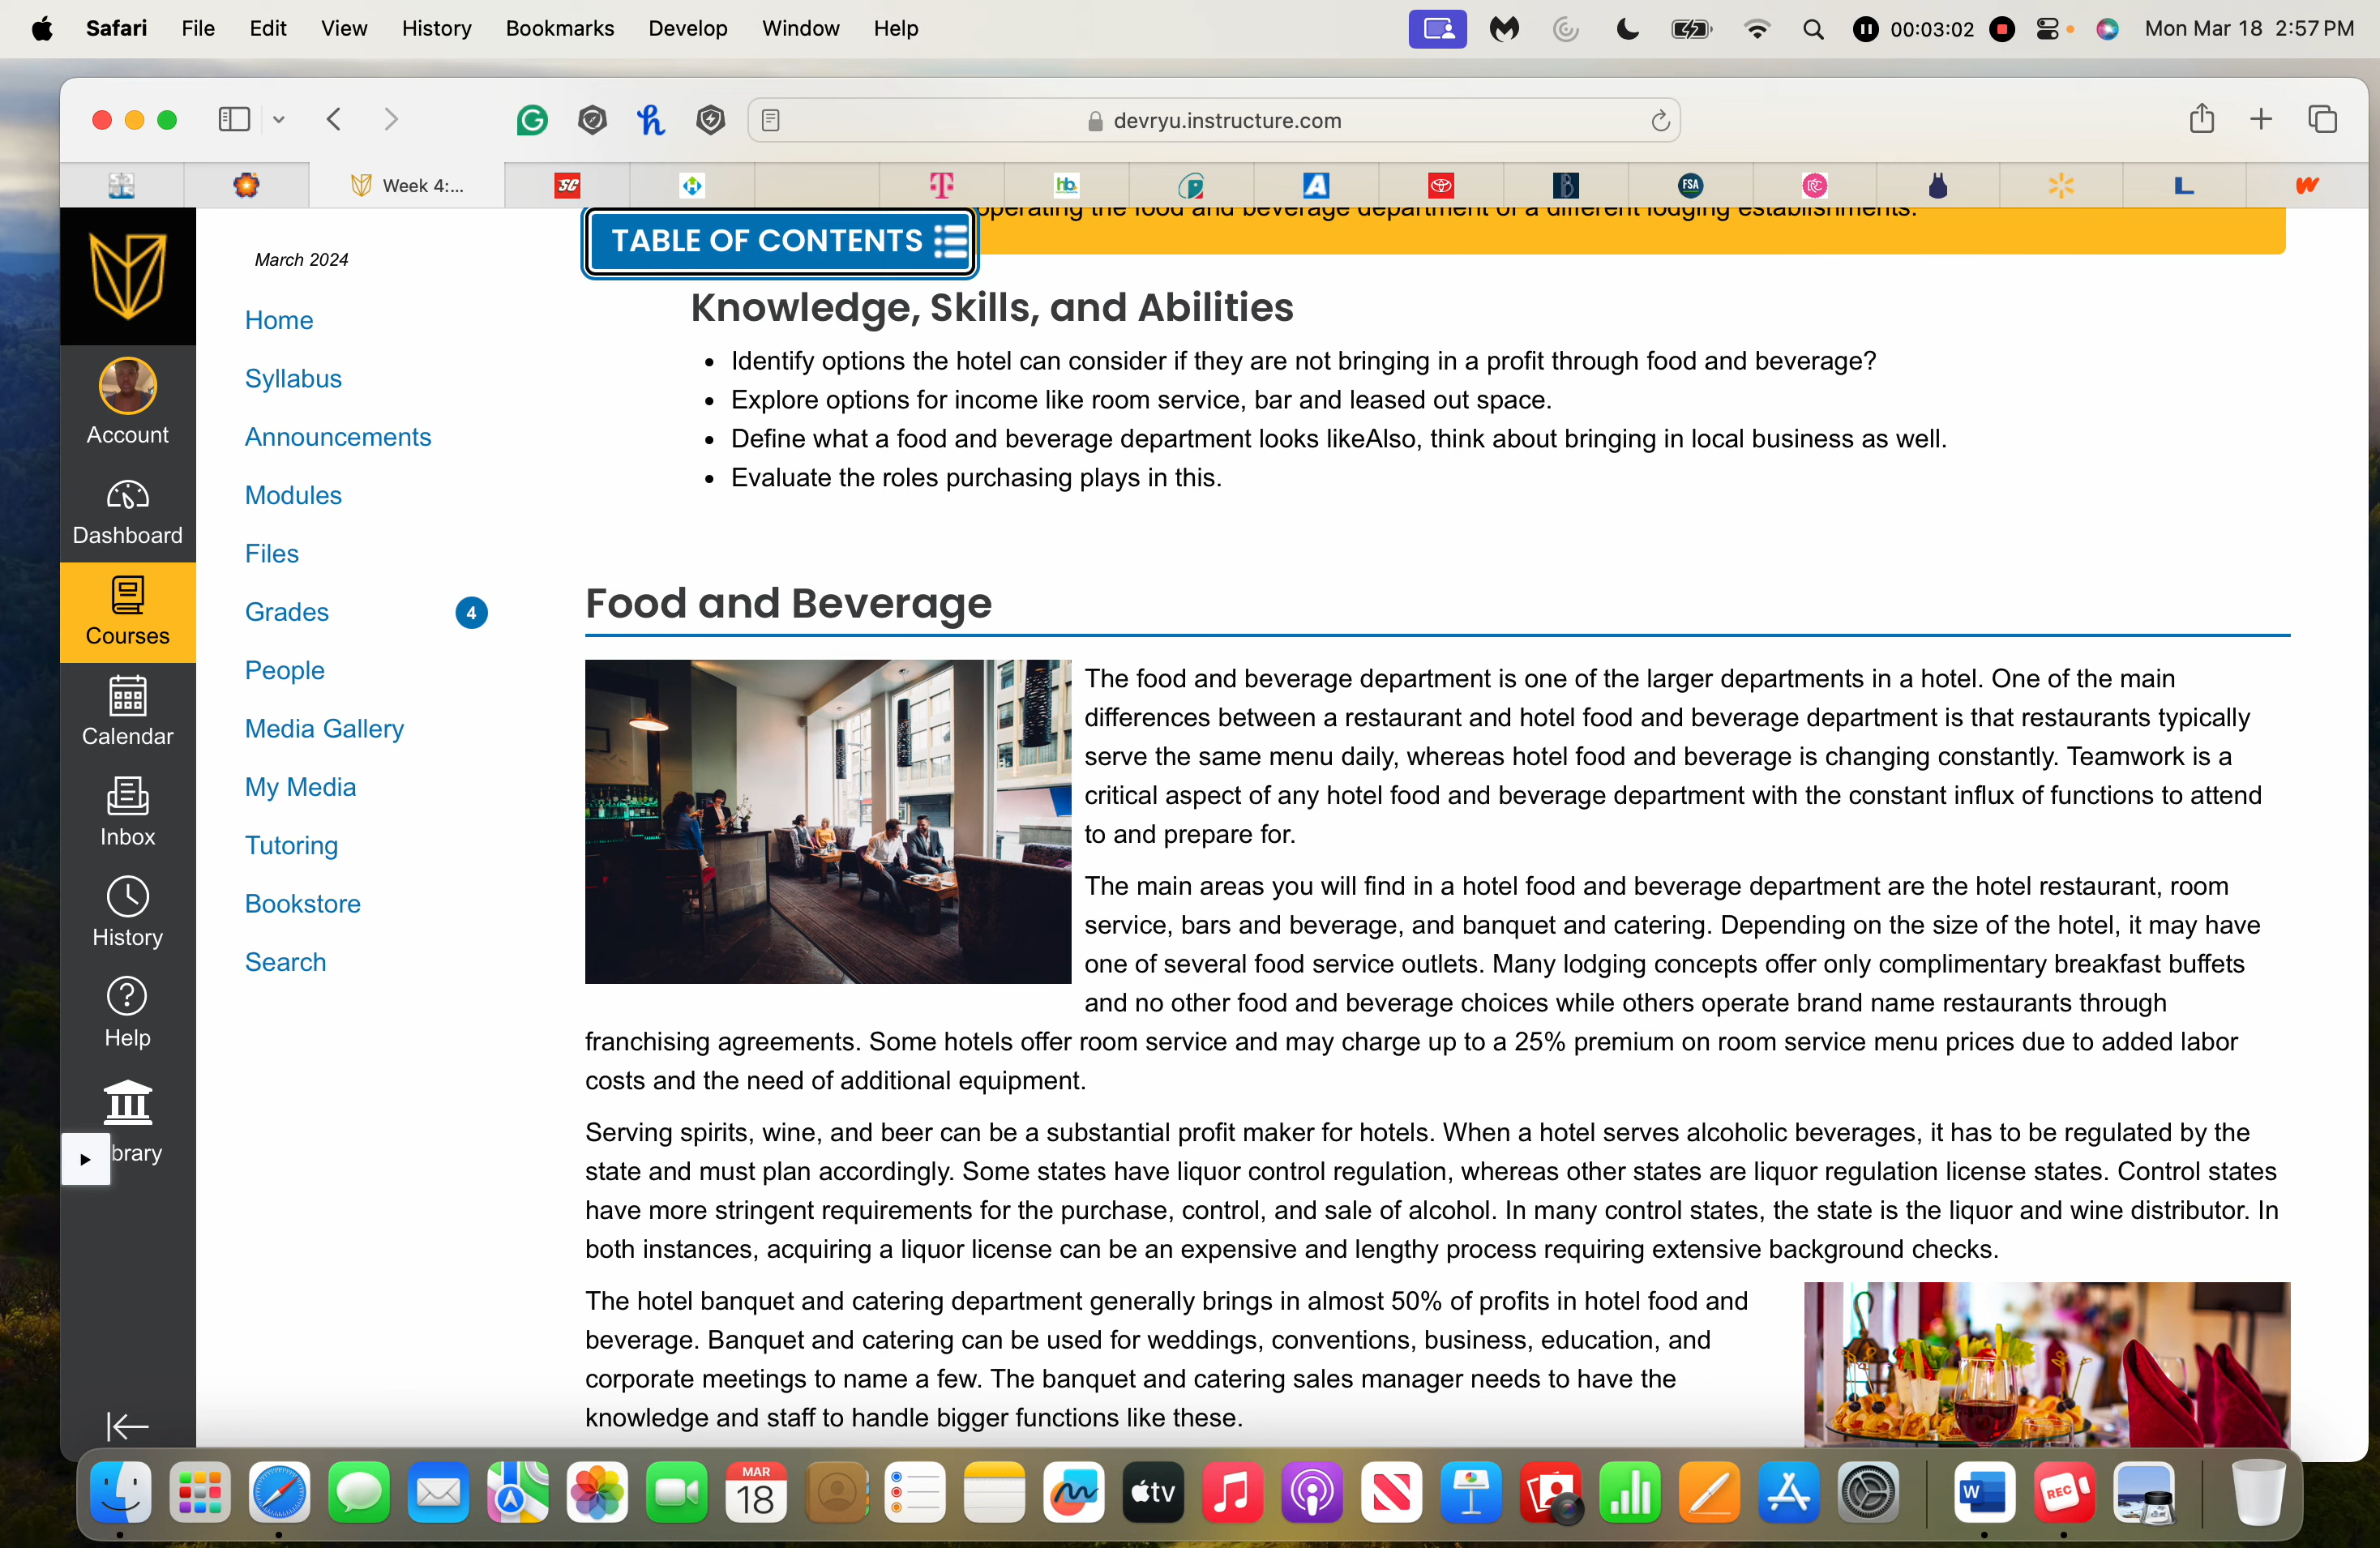 Safari File Edit View History Bookmarks Develop Window Help 00:03:02 Mon Mar 18 2:57 PM
devryu.instructure.com
Week 4:...
SC
T
hb
A
B
FSA
L
operating the food and beverage department of a different lodging establishments.
TABLE OF CONTENTS
March 2024
Home
Syllabus
Announcements
Modules
Files
Grades 4
People
Media Gallery
My Media
Tutoring
Bookstore
Search
Account
Dashboard
Courses
Calendar
Inbox
History
Help
brary
Knowledge, Skills, and Abilities
• Identify options the hotel can consider if they are not bringing in a profit through food and beverage?
• Explore options for income like room service, bar and leased out space.
• Define what a food and beverage department looks likeAlso, think about bringing in local business as well.
• Evaluate the roles purchasing plays in this.
Food and Beverage
The food and beverage department is one of the larger departments in a hotel. One of the main
differences between a restaurant and hotel food and beverage department is that restaurants typically
serve the same menu daily, whereas hotel food and beverage is changing constantly. Teamwork is a
critical aspect of any hotel food and beverage department with the constant influx of functions to attend
to and prepare for.
The main areas you will find in a hotel food and beverage department are the hotel restaurant, room
service, bars and beverage, and banquet and catering. Depending on the size of the hotel, it may have
one of several food service outlets. Many lodging concepts offer only complimentary breakfast buffets
and no other food and beverage choices while others operate brand name restaurants through
franchising agreements. Some hotels offer room service and may charge up to a 25% premium on room service menu prices due to added labor
costs and the need of additional equipment.
Serving spirits, wine, and beer can be a substantial profit maker for hotels. When a hotel serves alcoholic beverages, it has to be regulated by the
state and must plan accordingly. Some states have liquor control regulation, whereas other states are liquor regulation license states. Control states
have more stringent requirements for the purchase, control, and sale of alcohol. In many control states, the state is the liquor and wine distributor. In
both instances, acquiring a liquor license can be an expensive and lengthy process requiring extensive background checks.
The hotel banquet and catering department generally brings in almost 50% of profits in hotel food and
beverage. Banquet and catering can be used for weddings, conventions, business, education, and
corporate meetings to name a few. The banquet and catering sales manager needs to have the
knowledge and staff to handle bigger functions like these.
MAR
18
tv
W
REC